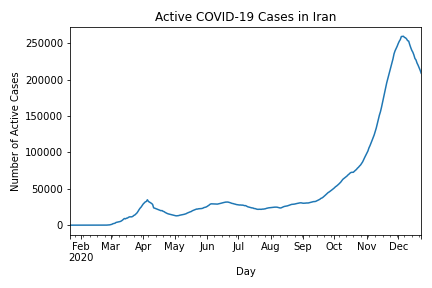 Active COVID-19 Cases in Iran
Number of Active Cases
250000
200000
150000
100000
50000
0
Feb Mar Apr May Jun Jul Aug Sep Oct Nov Dec
2020
Day